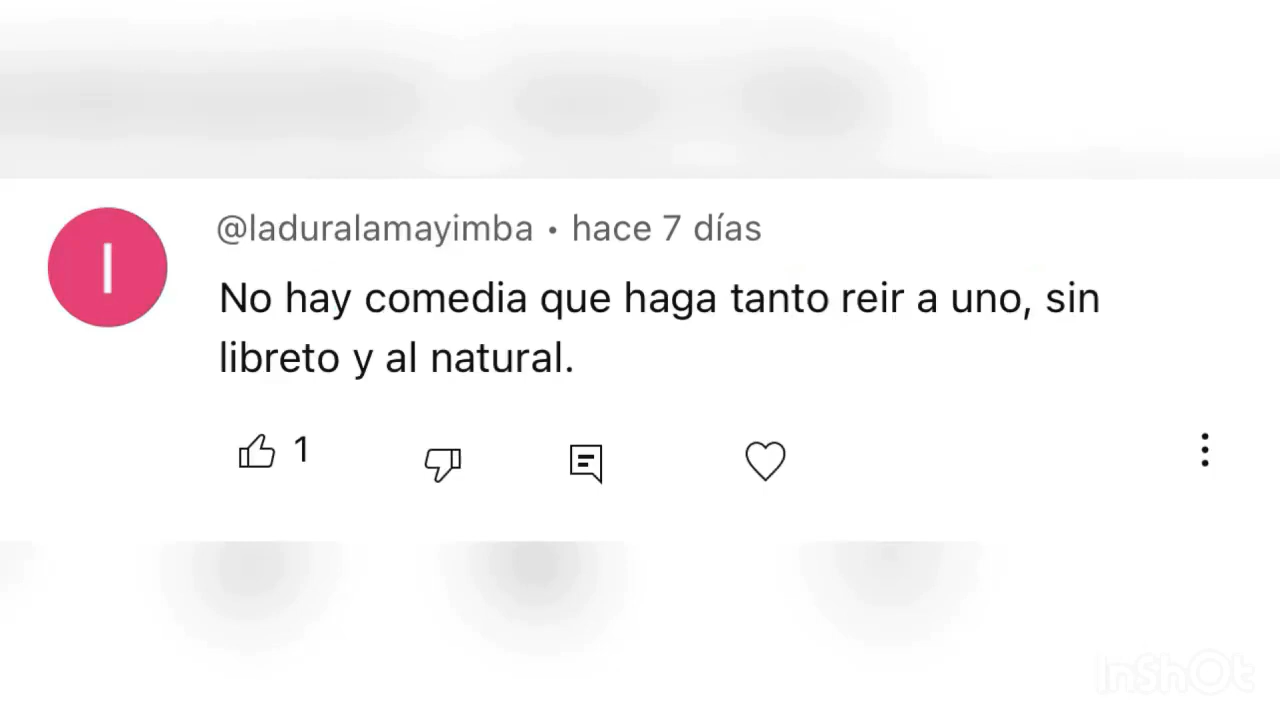 l
@laduralamayimba • hace 7 días
No hay comedia que haga tanto reir a uno, sin
libreto y al natural.
1
InShOt